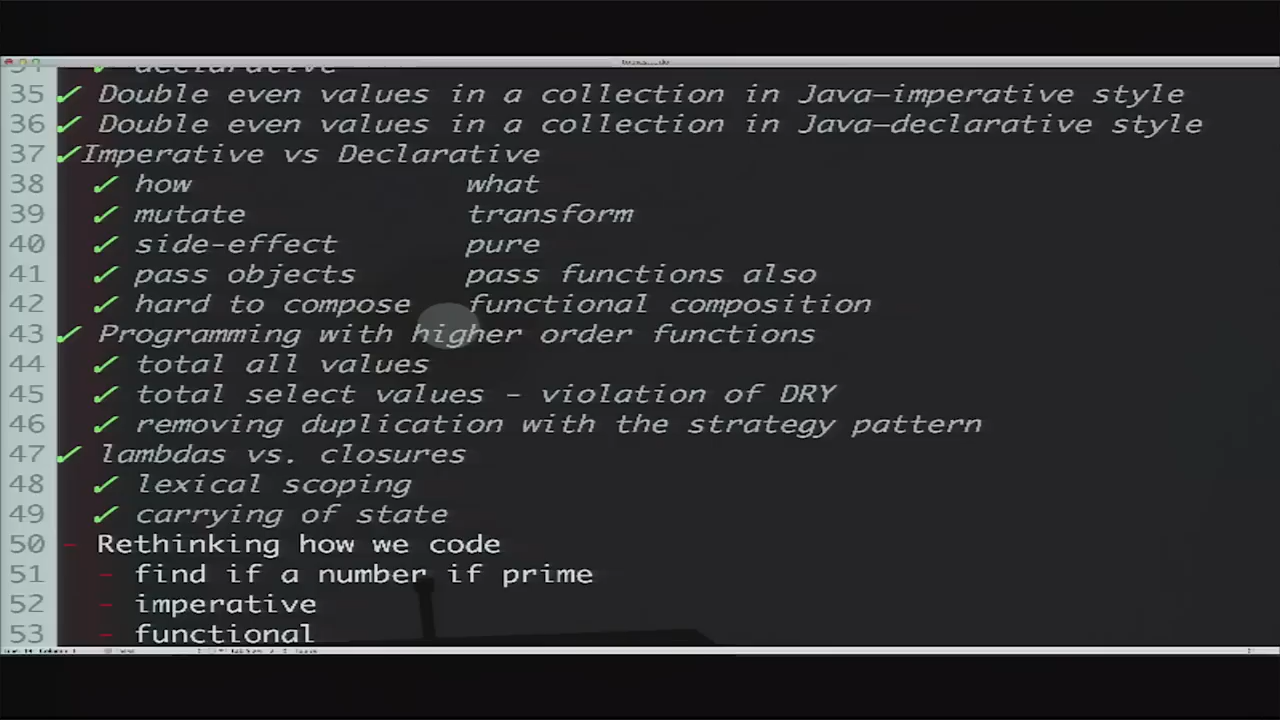 declarative
35 ✓ Double even values in a collection in Java-imperative style
36 ✓ Double even values in a collection in Java-declarative style
37 ✓Imperative vs Declarative
38 ✓ how what
39 ✓ mutate transform
40 ✓ side-effect pure
41 ✓ pass objects pass functions also
42 ✓ hard to compose functional composition
43 ✓ Programming with higher order functions
44 ✓ total all values
45 ✓ total select values - violation of DRY
46 ✓ removing duplication with the strategy pattern
47 ✓ lambdas vs. closures
48 ✓ lexical scoping
49 ✓ carrying of state
50 - Rethinking how we code
51 - find if a number if prime
52 - imperative
53 - functional